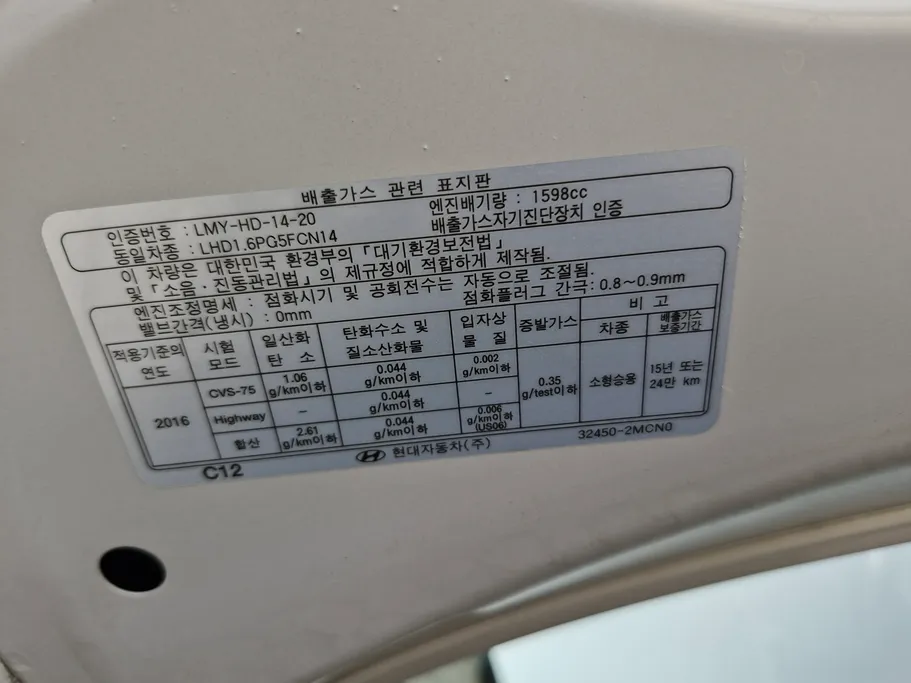 배출가스 관련 표지판
인증번호 : LMY-HD-14-20 엔진배기량 : 1598cc
동일차종 : LHD1.6PG5FCN14 배출가스자기진단장치 인증
이 차량은 대한민국 환경부의 「대기환경보전법」
및 「소음·진동관리법」의 제규정에 적합하게 제작됨.
엔진조정명세 : 점화시기 및 공회전수는 자동으로 조절됨.
밸브간격(냉시) : 0mm 점화플러그 간극: 0.8~0.9mm
적용기준의 연도 시험 모드 일산화 탄소 탄화수소 및 질소산화물 입자상 물질 증발가스 비고
차종 배출가스 보증기간
2016 CVS-75 1.06 g/km이하 0.044 g/km이하 0.002 g/km이하 0.35 g/test이하 소형승용 15년 또는 24만 km
Highway - 0.044 g/km이하 -
합산 2.61 g/km이하 0.044 g/km이하 0.006 g/km이하 (US06)
C12 현대자동차(주) 32450-2MCN0